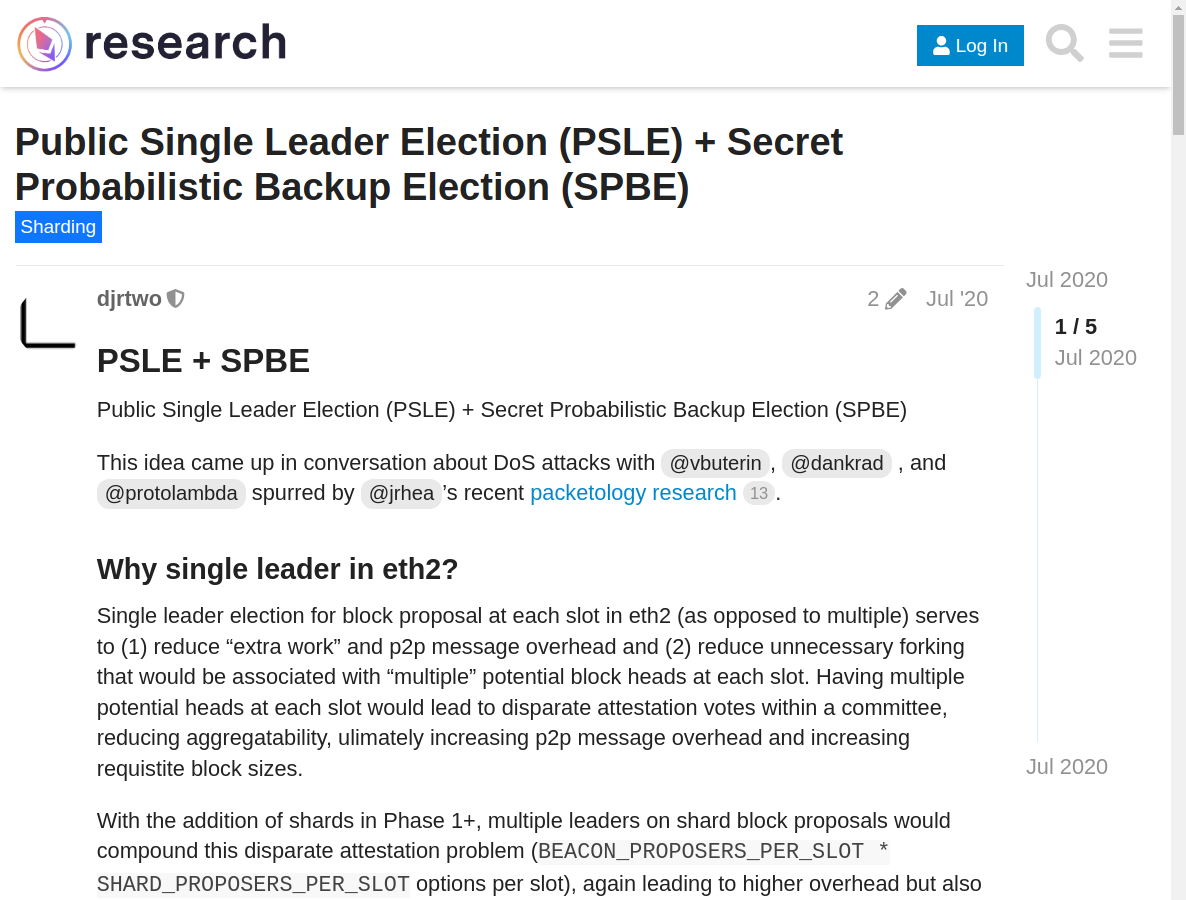 research
Log In
Public Single Leader Election (PSLE) + Secret
Probabilistic Backup Election (SPBE)
Sharding
djrtwo
2
Jul '20
Jul 2020
1 / 5
Jul 2020
Jul 2020
PSLE + SPBE
Public Single Leader Election (PSLE) + Secret Probabilistic Backup Election (SPBE)
This idea came up in conversation about DoS attacks with @vbuterin, @dankrad , and
@protolambda spurred by @jrhea’s recent packetology research 13.
Why single leader in eth2?
Single leader election for block proposal at each slot in eth2 (as opposed to multiple) serves
to (1) reduce “extra work” and p2p message overhead and (2) reduce unnecessary forking
that would be associated with “multiple” potential block heads at each slot. Having multiple
potential heads at each slot would lead to disparate attestation votes within a committee,
reducing aggregatability, ulimately increasing p2p message overhead and increasing
requistite block sizes.
With the addition of shards in Phase 1+, multiple leaders on shard block proposals would
compound this disparate attestation problem (BEACON_PROPOSERS_PER_SLOT *
SHARD_PROPOSERS_PER_SLOT options per slot), again leading to higher overhead but also